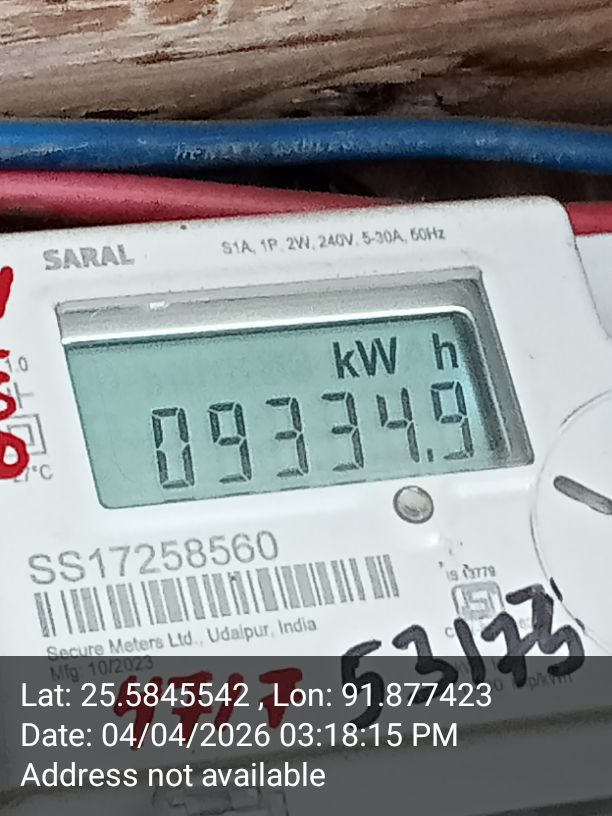 SARAL
S1A, 1P, 2W, 240V, 5-30A, 50Hz
kW h
09334.9
SS17258560
IS 13779
Secure Meters Ltd., Udaipur, India
Mfg: 10/2023
53173
Lat: 25.5845542 , Lon: 91.877423
Date: 04/04/2026 03:18:15 PM
Address not available